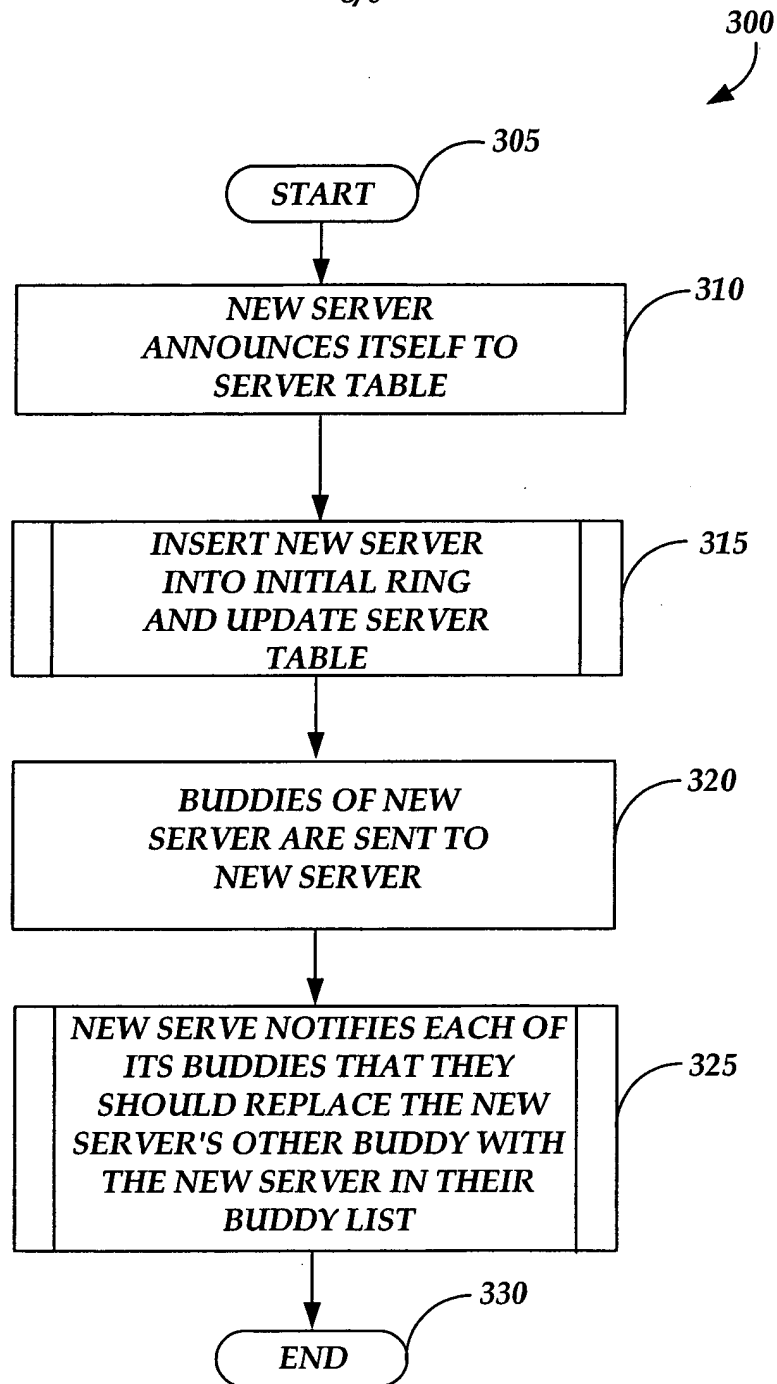 300
305
START
310
NEW SERVER
ANNOUNCES ITSELF TO
SERVER TABLE
315
INSERT NEW SERVER
INTO INITIAL RING
AND UPDATE SERVER
TABLE
320
BUDDIES OF NEW
SERVER ARE SENT TO
NEW SERVER
NEW SERVE NOTIFIES EACH OF
ITS BUDDIES THAT THEY
325
SHOULD REPLACE THE NEW
SERVER'S OTHER BUDDY WITH
THE NEW SERVER IN THEIR
BUDDY LIST
330
END